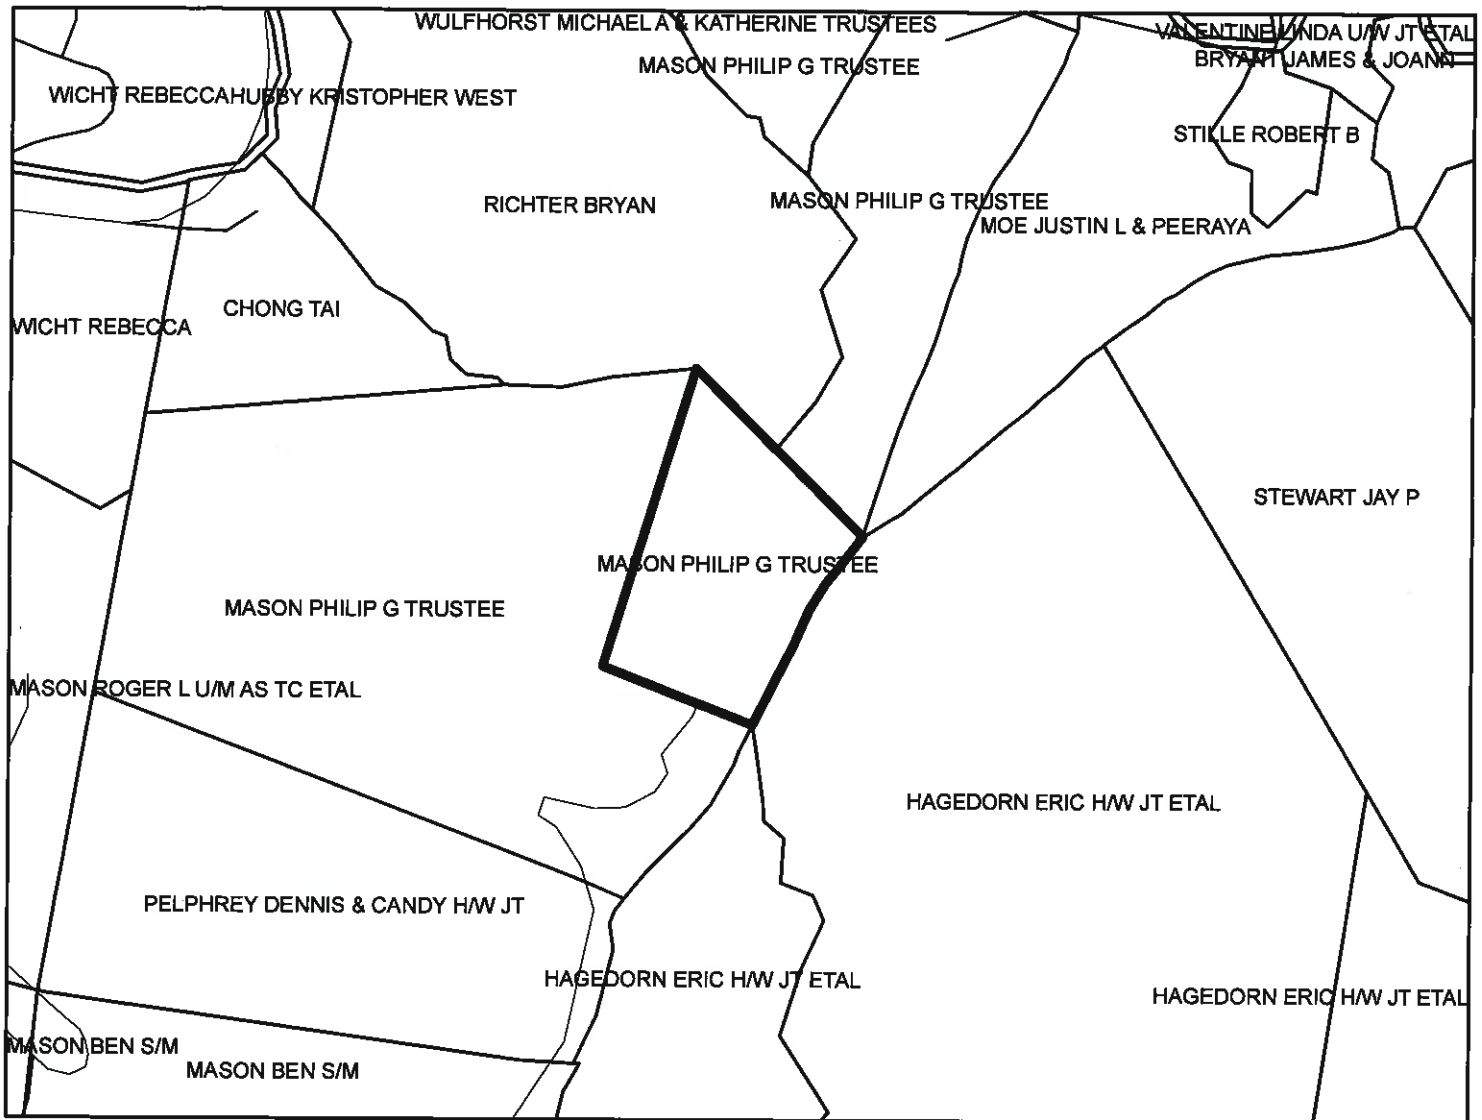 WULFHORST MICHAEL A & KATHERINE TRUSTEES
VALENTINE LINDA U/W JT ETAL
BRYANT JAMES & JOANN
MASON PHILIP G TRUSTEE
WICHT REBECCA
HUBBY KRISTOPHER WEST
STILLE ROBERT B
RICHTER BRYAN
MASON PHILIP G TRUSTEE
MOE JUSTIN L & PEERAYA
CHONG TAI
WICHT REBECCA
STEWART JAY P
MASON PHILIP G TRUSTEE
MASON PHILIP G TRUSTEE
MASON ROGER L U/M AS TC ETAL
HAGEDORN ERIC H/W JT ETAL
PELPHREY DENNIS & CANDY H/W JT
HAGEDORN ERIC H/W JT ETAL
HAGEDORN ERIC H/W JT ETAL
MASON BEN S/M
MASON BEN S/M